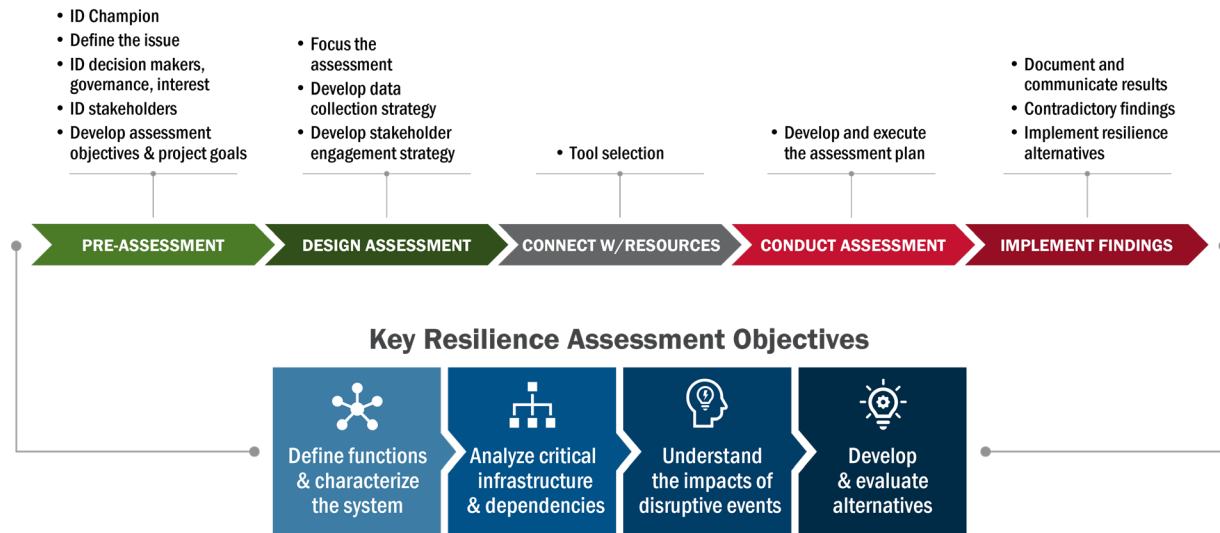 • ID Champion
• Define the issue
• ID decision makers,
governance, interest
• ID stakeholders
• Develop assessment
objectives & project goals
• Focus the
assessment
• Develop data
collection strategy
• Develop stakeholder
engagement strategy
• Tool selection
• Develop and execute
the assessment plan
• Document and
communicate results
• Contradictory findings
• Implement resilience
alternatives
PRE-ASSESSMENT
DESIGN ASSESSMENT
CONNECT W/RESOURCES
CONDUCT ASSESSMENT
IMPLEMENT FINDINGS
Key Resilience Assessment Objectives
Define functions
& characterize
the system
Analyze critical
infrastructure
& dependencies
Understand
the impacts of
disruptive events
Develop
& evaluate
alternatives